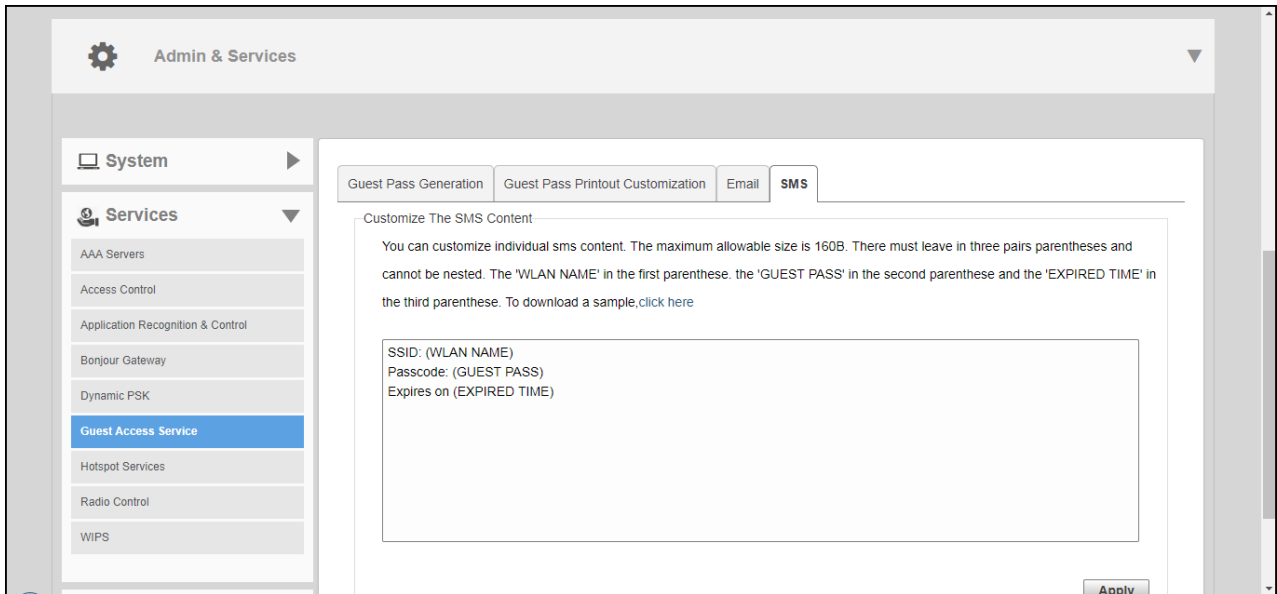 Admin & Services
System
Services
AAA Servers
Access Control
Application Recognition & Control
Bonjour Gateway
Dynamic PSK
Guest Access Service
Hotspot Services
Radio Control
WIPS
Guest Pass Generation Guest Pass Printout Customization Email SMS
Customize The SMS Content
You can customize individual sms content. The maximum allowable size is 160B. There must leave in three pairs parentheses and
cannot be nested. The 'WLAN NAME' in the first parenthese. the 'GUEST PASS' in the second parenthese and the 'EXPIRED TIME' in
the third parenthese. To download a sample,click here
SSID: (WLAN NAME)
Passcode: (GUEST PASS)
Expires on (EXPIRED TIME)
Apply